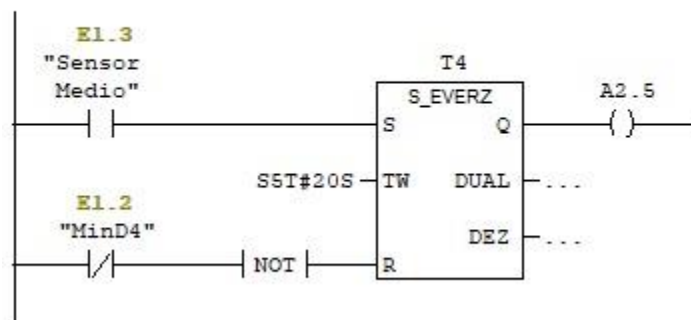 E1.3
"Sensor
Medio"
T4
S_EVERZ
A2.5
S
Q
S5T#20S
TW
DUAL
...
E1.2
"MinD4"
DEZ
...
NOT
R